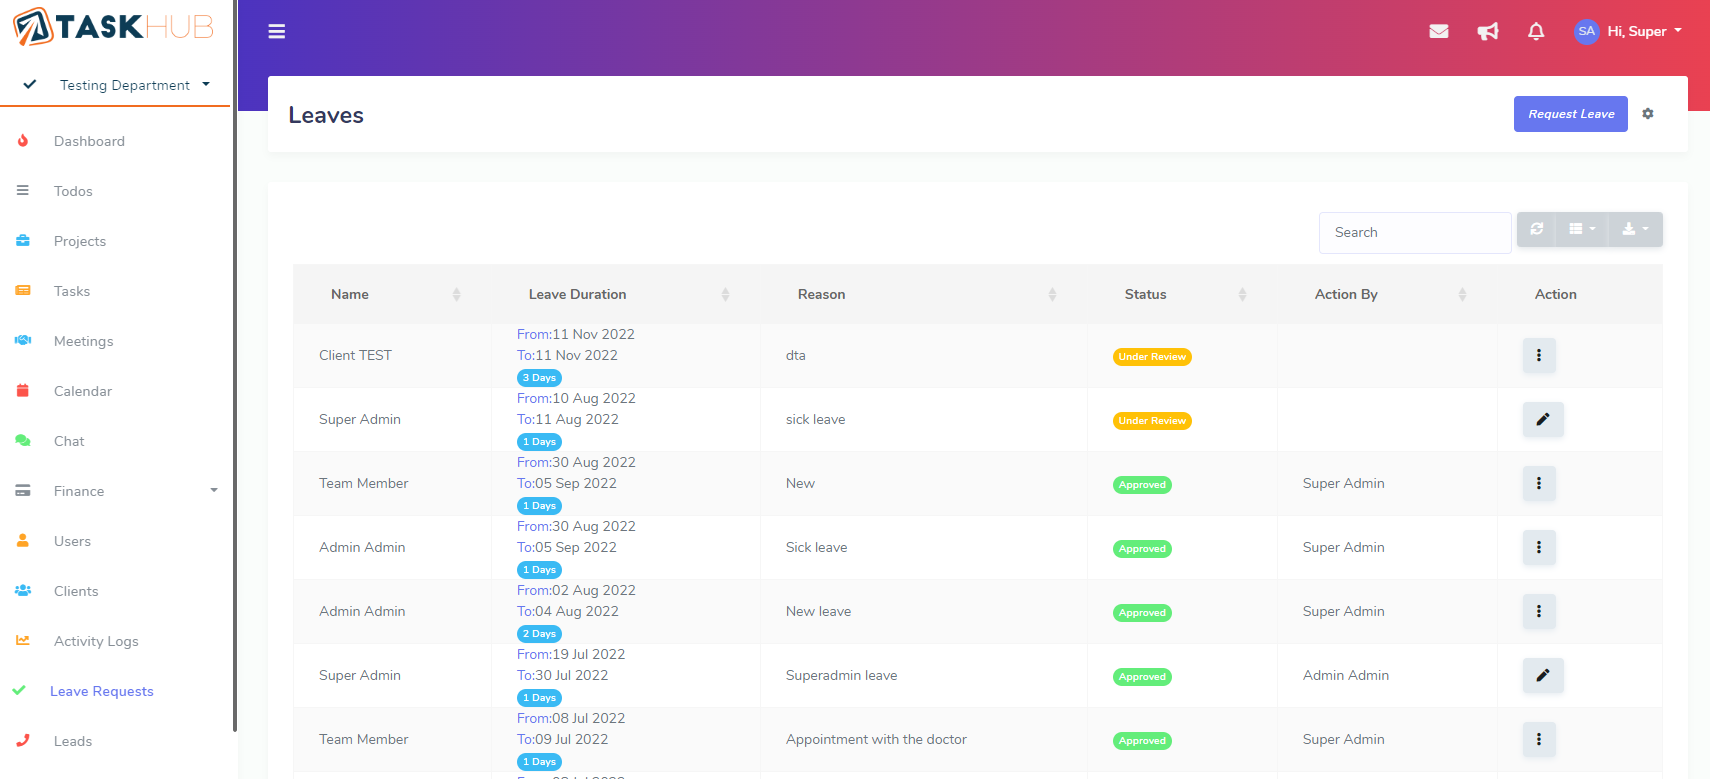 TASKHUB
Hi, Super
SA
Testing Department
Leaves
Request Leave
Dashboard
Todos
Projects
Tasks
Meetings
Calendar
Chat
Finance
Users
Clients
Activity Logs
Leave Requests
Leads
Search
Name Leave Duration Reason Status Action By Action
From:11 Nov 2022
Client TEST To:11 Nov 2022 dta Under Review
3 Days
From:10 Aug 2022
Super Admin To:11 Aug 2022 sick leave Under Review
1 Days
From:30 Aug 2022
Team Member To:05 Sep 2022 New Approved Super Admin
1 Days
From:30 Aug 2022
Admin Admin To:05 Sep 2022 Sick leave Approved Super Admin
1 Days
From:02 Aug 2022
Admin Admin To:04 Aug 2022 New leave Approved Super Admin
2 Days
From:19 Jul 2022
Super Admin To:30 Jul 2022 Superadmin leave Approved Admin Admin
1 Days
From:08 Jul 2022
Team Member To:09 Jul 2022 Appointment with the doctor Approved Super Admin
1 Days